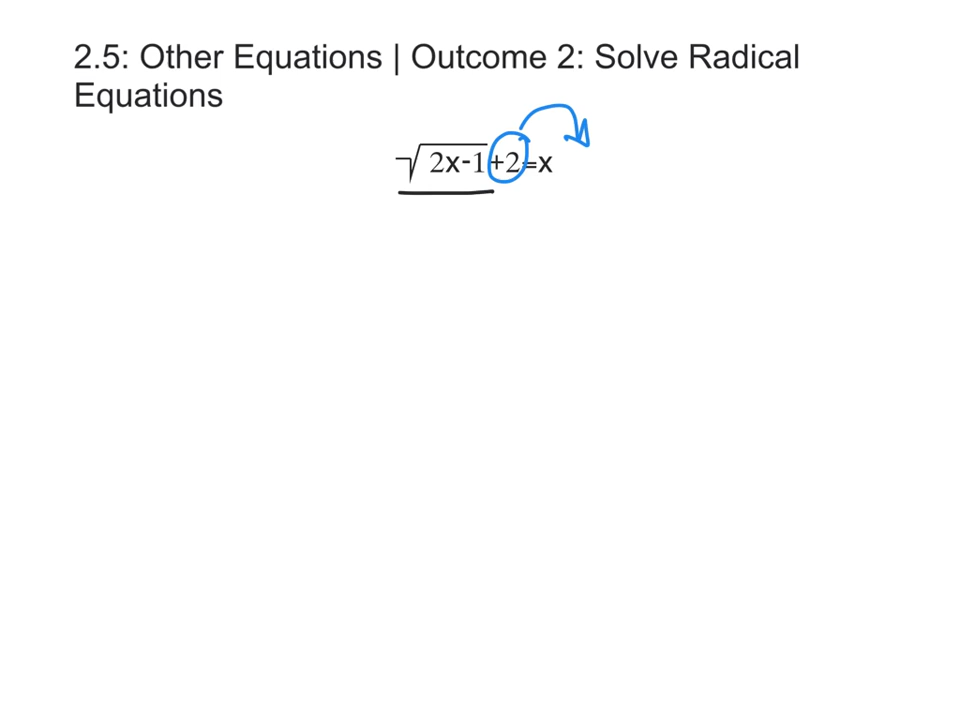 2.5: Other Equations | Outcome 2: Solve Radical
Equations
√2x-1+2=x